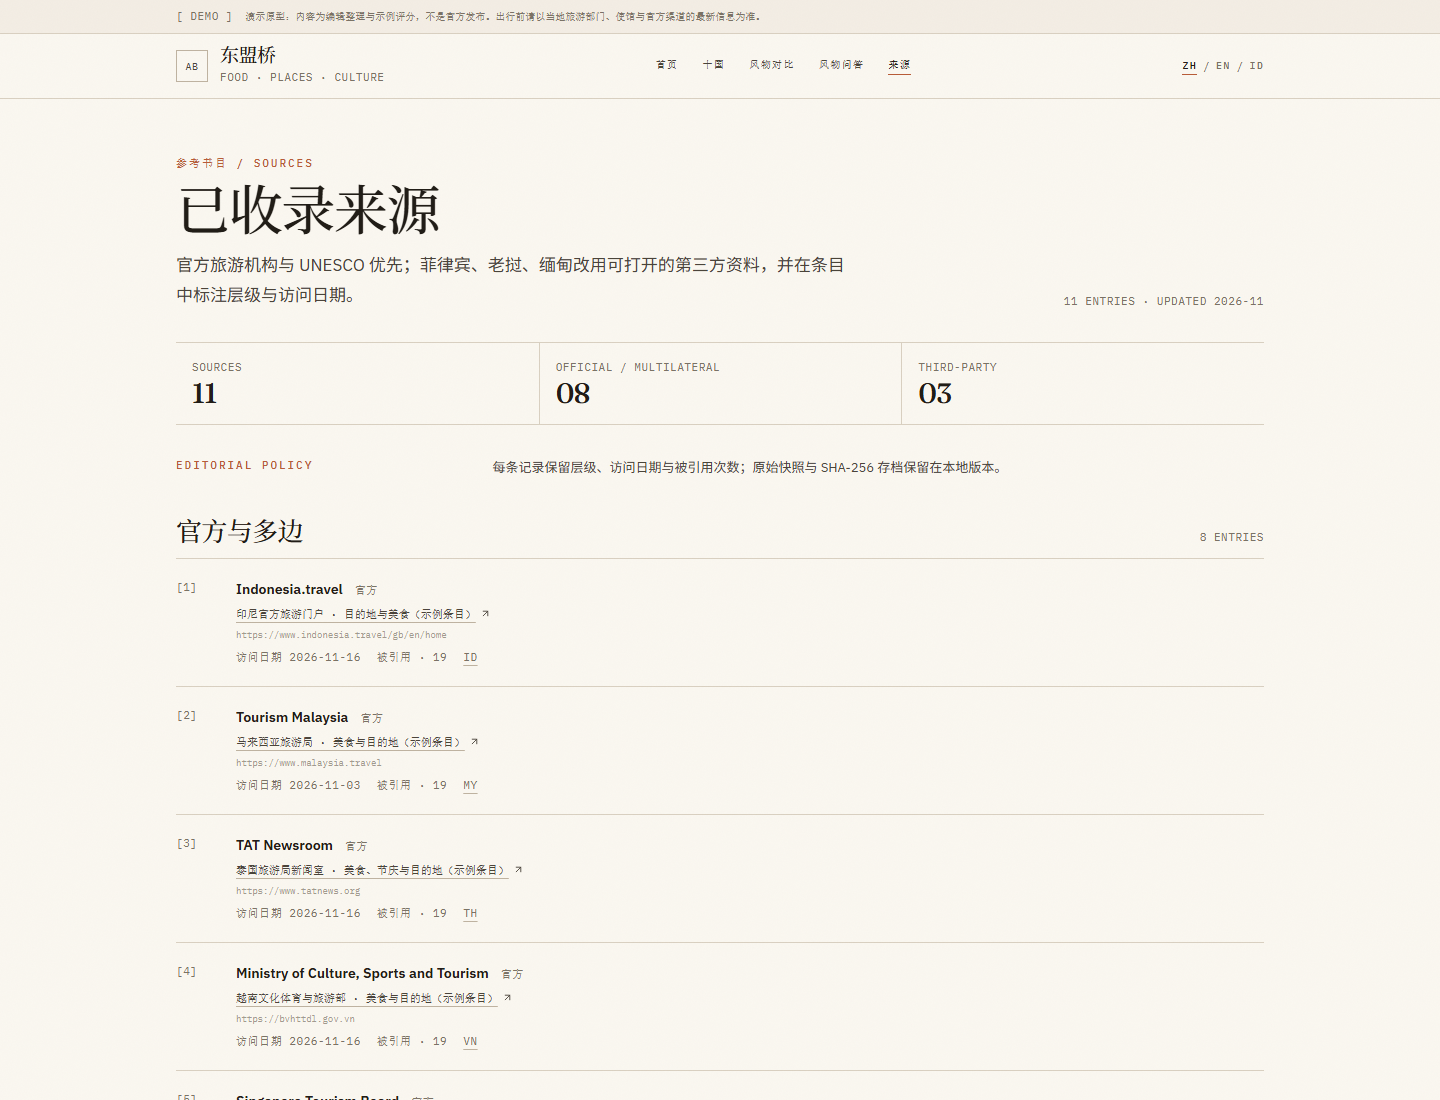 [ DEMO ] 演示原型：内容为编辑整理与示例评分，不是官方发布。出行前请以当地旅游部门、使馆与官方渠道的最新信息为准。
AB
东盟桥
FOOD · PLACES · CULTURE
首页 十国 风物对比 风物问答 来源
ZH / EN / ID
参考书目 / SOURCES
已收录来源
官方旅游机构与 UNESCO 优先；菲律宾、老挝、缅甸改用可打开的第三方资料，并在条目
中标注层级与访问日期。
11 ENTRIES · UPDATED 2026-11
SOURCES
11
OFFICIAL / MULTILATERAL
08
THIRD-PARTY
03
EDITORIAL POLICY
每条记录保留层级、访问日期与被引用次数；原始快照与 SHA-256 存档保留在本地版本。
官方与多边
8 ENTRIES
[1] Indonesia.travel 官方
印尼官方旅游门户 · 目的地与美食（示例条目） ↗
https://www.indonesia.travel/gb/en/home
访问日期 2026-11-16 被引用 · 19 ID
[2] Tourism Malaysia 官方
马来西亚旅游局 · 美食与目的地（示例条目） ↗
https://www.malaysia.travel
访问日期 2026-11-03 被引用 · 19 MY
[3] TAT Newsroom 官方
泰国旅游局新闻室 · 美食、节庆与目的地（示例条目） ↗
https://www.tatnews.org
访问日期 2026-11-16 被引用 · 19 TH
[4] Ministry of Culture, Sports and Tourism 官方
越南文化体育与旅游部 · 美食与目的地（示例条目） ↗
https://bvhttdl.gov.vn
访问日期 2026-11-16 被引用 · 19 VN
[5] Singapore Tourism Board 官方